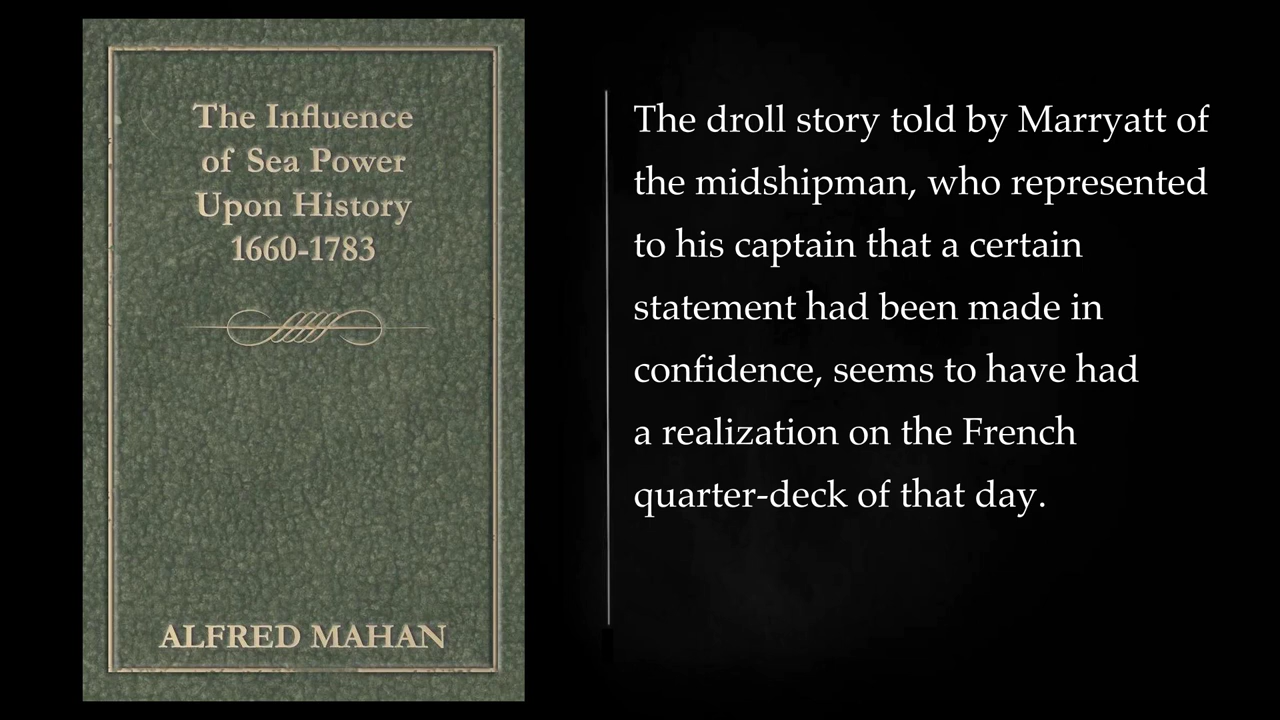 The Influence
of Sea Power
Upon History
1660-1783
ALFRED MAHAN
The droll story told by Marryatt of
the midshipman, who represented
to his captain that a certain
statement had been made in
confidence, seems to have had
a realization on the French
quarter-deck of that day.